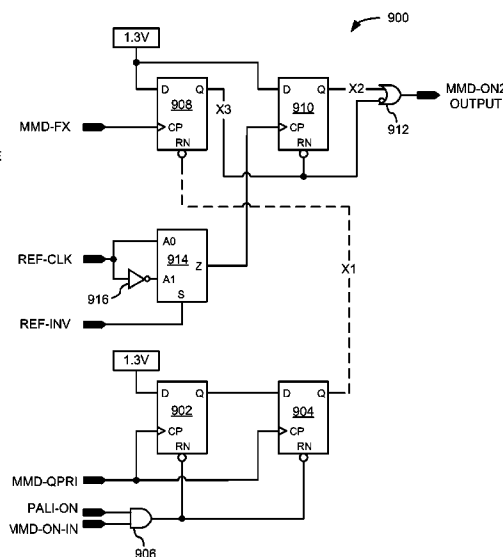 900
1.3V
D 908 Q
X3
CP
RN
D 910 Q
CP
RN
X2
912
MMD-ON2
OUTPUT
MMD-FX
E
REF-CLK
916
A0
A1
914
Z
S
REF-INV
X1
1.3V
D 902 Q
CP
RN
D 904 Q
CP
RN
MMD-QPRI
PALI-ON
MMD-ON-IN
906